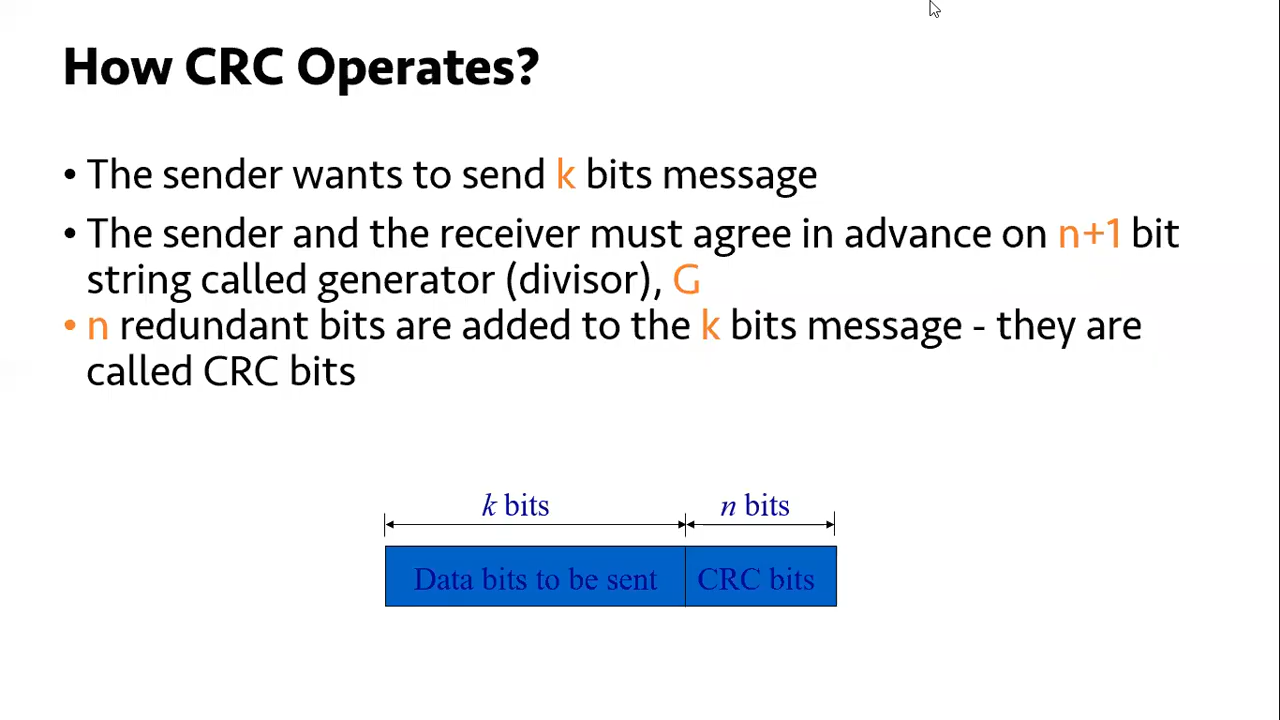 How CRC Operates?
• The sender wants to send k bits message
• The sender and the receiver must agree in advance on n+1 bit
string called generator (divisor), G
• n redundant bits are added to the k bits message - they are
called CRC bits
k bits n bits
Data bits to be sent CRC bits